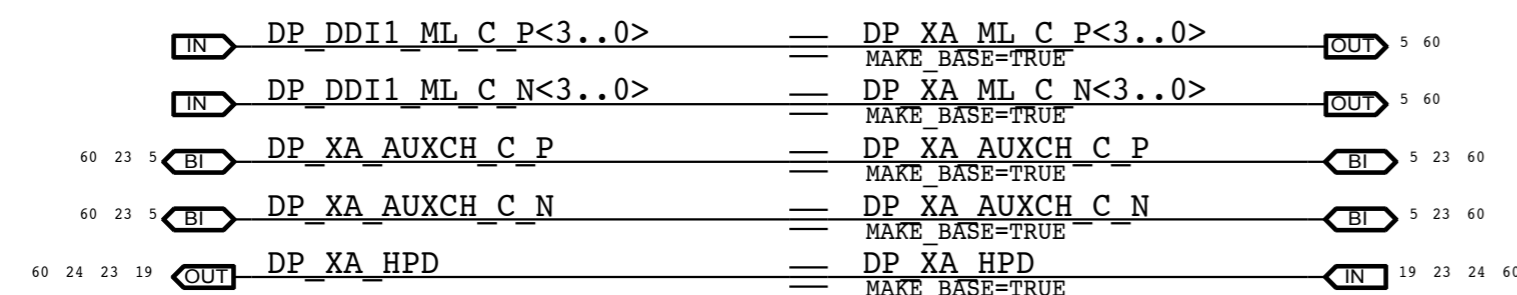 IN DP_DDI1_ML_C_P<3..0> DP_XA_ML_C_P<3..0> OUT 5 60
MAKE_BASE=TRUE
IN DP_DDI1_ML_C_N<3..0> DP_XA_ML_C_N<3..0> OUT 5 60
MAKE_BASE=TRUE
60 23 5 BI DP_XA_AUXCH_C_P DP_XA_AUXCH_C_P BI 5 23 60
MAKE_BASE=TRUE
60 23 5 BI DP_XA_AUXCH_C_N DP_XA_AUXCH_C_N BI 5 23 60
MAKE_BASE=TRUE
60 24 23 19 OUT DP_XA_HPD DP_XA_HPD IN 19 23 24 60
MAKE_BASE=TRUE